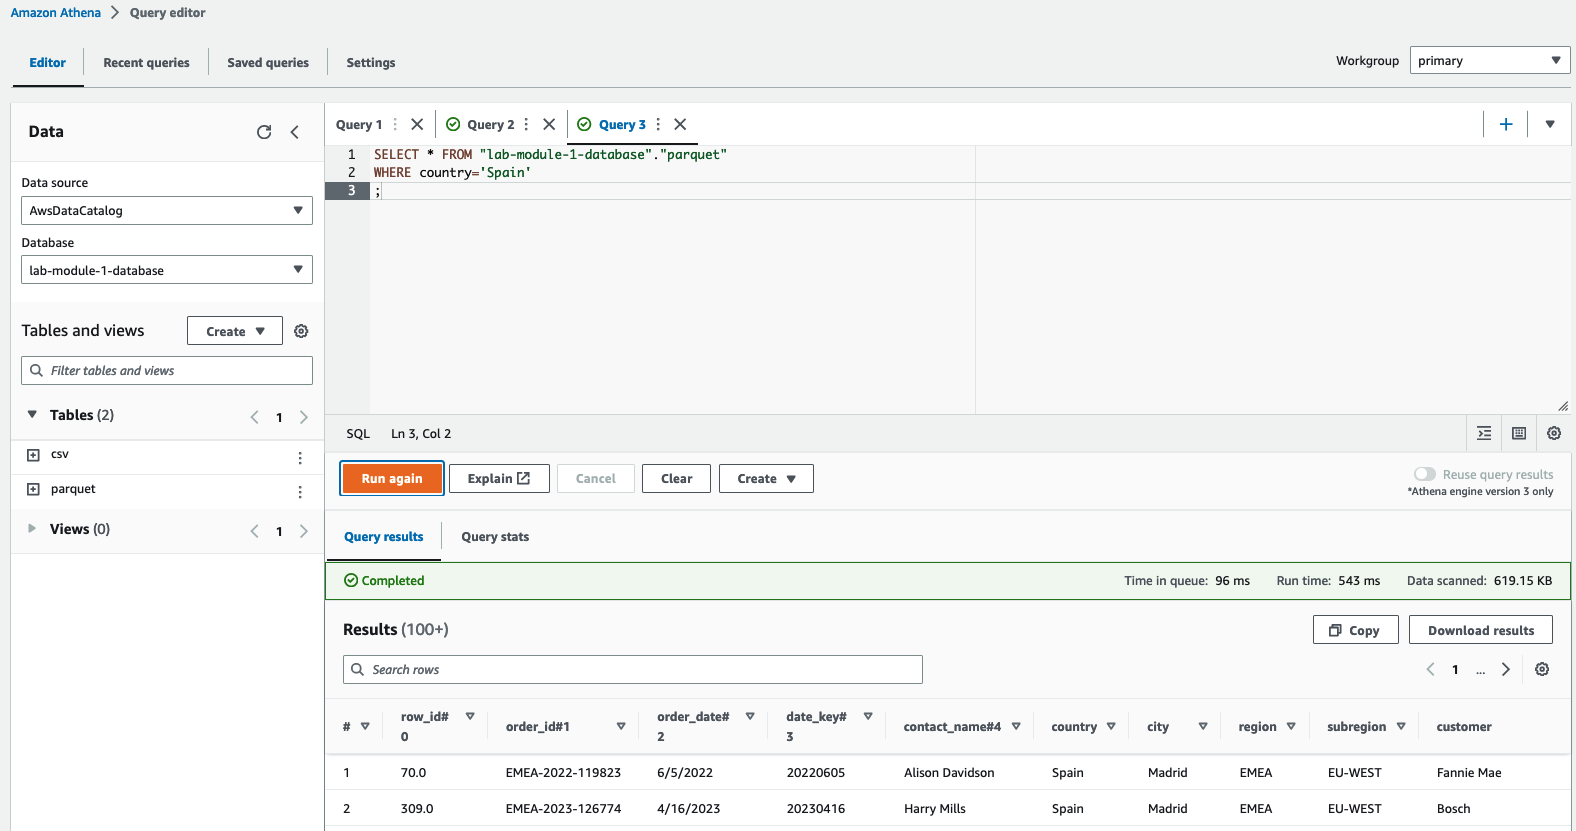 Amazon Athena > Query editor
Editor Recent queries Saved queries Settings
Workgroup primary
Data
Data source
AwsDataCatalog
Database
lab-module-1-database
Tables and views Create
Filter tables and views
Tables (2) 1
csv
parquet
Views (0) 1
Query 1 Query 2 Query 3
1 SELECT * FROM "lab-module-1-database"."parquet"
2 WHERE country='Spain'
3 ;
SQL Ln 3, Col 2
Run again Explain Cancel Clear Create
Reuse query results
*Athena engine version 3 only
Query results Query stats
Completed Time in queue: 96 ms Run time: 543 ms Data scanned: 619.15 KB
Results (100+) Copy Download results
Search rows 1 ...
# row_id#0 order_id#1 order_date#2 date_key#3 contact_name#4 country city region subregion customer
1 70.0 EMEA-2022-119823 6/5/2022 20220605 Alison Davidson Spain Madrid EMEA EU-WEST Fannie Mae
2 309.0 EMEA-2023-126774 4/16/2023 20230416 Harry Mills Spain Madrid EMEA EU-WEST Bosch